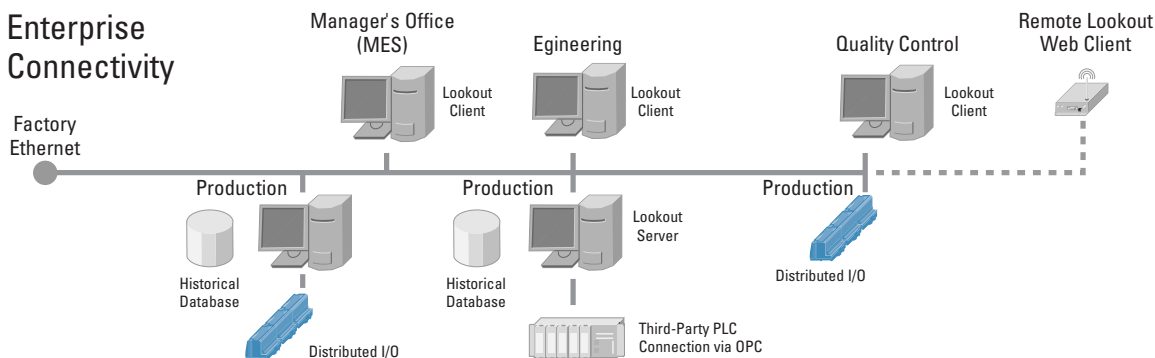 Enterprise
Connectivity
Manager's Office
(MES)
Egineering
Quality Control
Remote Lookout
Web Client
Lookout
Client
Lookout
Client
Lookout
Client
Factory
Ethernet
Production
Production
Production
Lookout
Server
Historical
Database
Historical
Database
Distributed I/O
Distributed I/O
Third-Party PLC
Connection via OPC